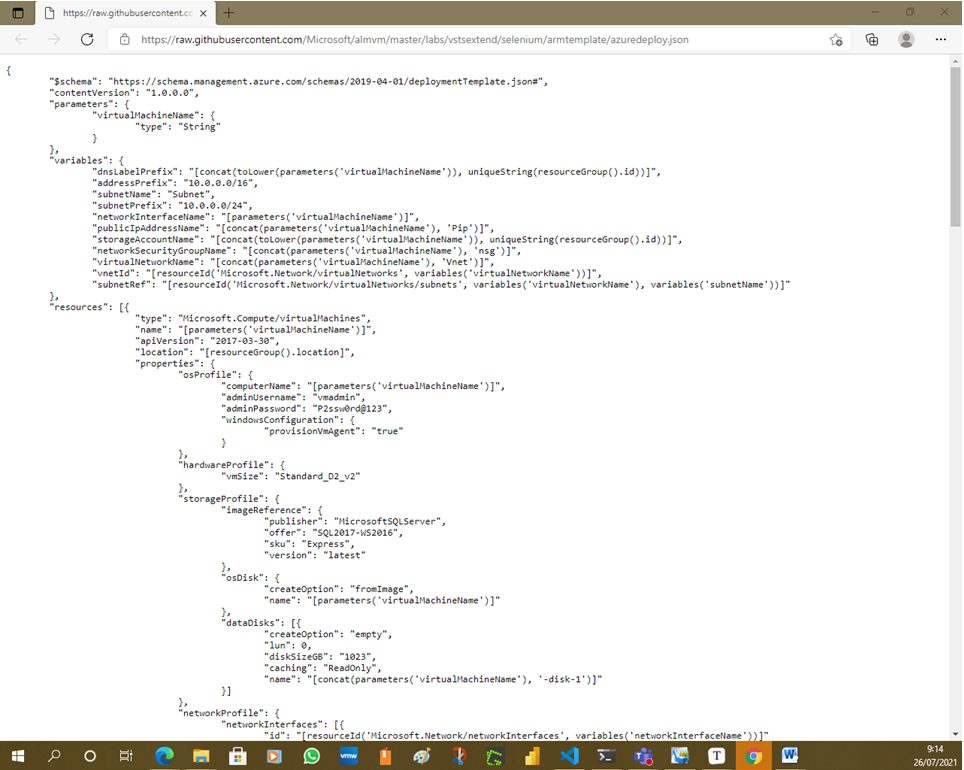 https://raw.githubusercontent.cc
https://raw.githubusercontent.com/Microsoft/almvm/master/labs/vstsextend/selenium/armtemplate/azuredeploy.json
{
"$schema": "https://schema.management.azure.com/schemas/2019-04-01/deploymentTemplate.json#",
"contentVersion": "1.0.0.0",
"parameters": {
"virtualMachineName": {
"type": "String"
}
},
"variables": {
"dnsLabelPrefix": "[concat(toLower(parameters('virtualMachineName')), uniqueString(resourceGroup().id))]",
"addressPrefix": "10.0.0.0/16",
"subnetName": "Subnet",
"subnetPrefix": "10.0.0.0/24",
"networkInterfaceName": "[parameters('virtualMachineName')]",
"publicIpAddressName": "[concat(parameters('virtualMachineName'), 'Pip')]",
"storageAccountName": "[concat(toLower(parameters('virtualMachineName')), uniqueString(resourceGroup().id))]",
"networkSecurityGroupName": "[concat(parameters('virtualMachineName'), 'nsg')]",
"virtualNetworkName": "[concat(parameters('virtualMachineName'), 'Vnet')]",
"vnetId": "[resourceId('Microsoft.Network/virtualNetworks', variables('virtualNetworkName'))]",
"subnetRef": "[resourceId('Microsoft.Network/virtualNetworks/subnets', variables('virtualNetworkName'), variables('subnetName'))]"
},
"resources": [{
"type": "Microsoft.Compute/virtualMachines",
"name": "[parameters('virtualMachineName')]",
"apiVersion": "2017-03-30",
"location": "[resourceGroup().location]",
"properties": {
"osProfile": {
"computerName": "[parameters('virtualMachineName')]",
"adminUsername": "vmadmin",
"adminPassword": "P2ssw0rd@123",
"windowsConfiguration": {
"provisionVmAgent": "true"
}
},
"hardwareProfile": {
"vmSize": "Standard_D2_v2"
},
"storageProfile": {
"imageReference": {
"publisher": "MicrosoftSQLServer",
"offer": "SQL2017-WS2016",
"sku": "Express",
"version": "latest"
},
"osDisk": {
"createOption": "fromImage",
"name": "[parameters('virtualMachineName')]"
},
"dataDisks": [{
"createOption": "empty",
"lun": 0,
"diskSizeGB": "1023",
"caching": "ReadOnly",
"name": "[concat(parameters('virtualMachineName'), '-disk-1')]"
}]
},
"networkProfile": {
"networkInterfaces": [{
"id": "[resourceId('Microsoft.Network/networkInterfaces', variables('networkInterfaceName'))]"
vmw
T
W
9:14
26/07/2021